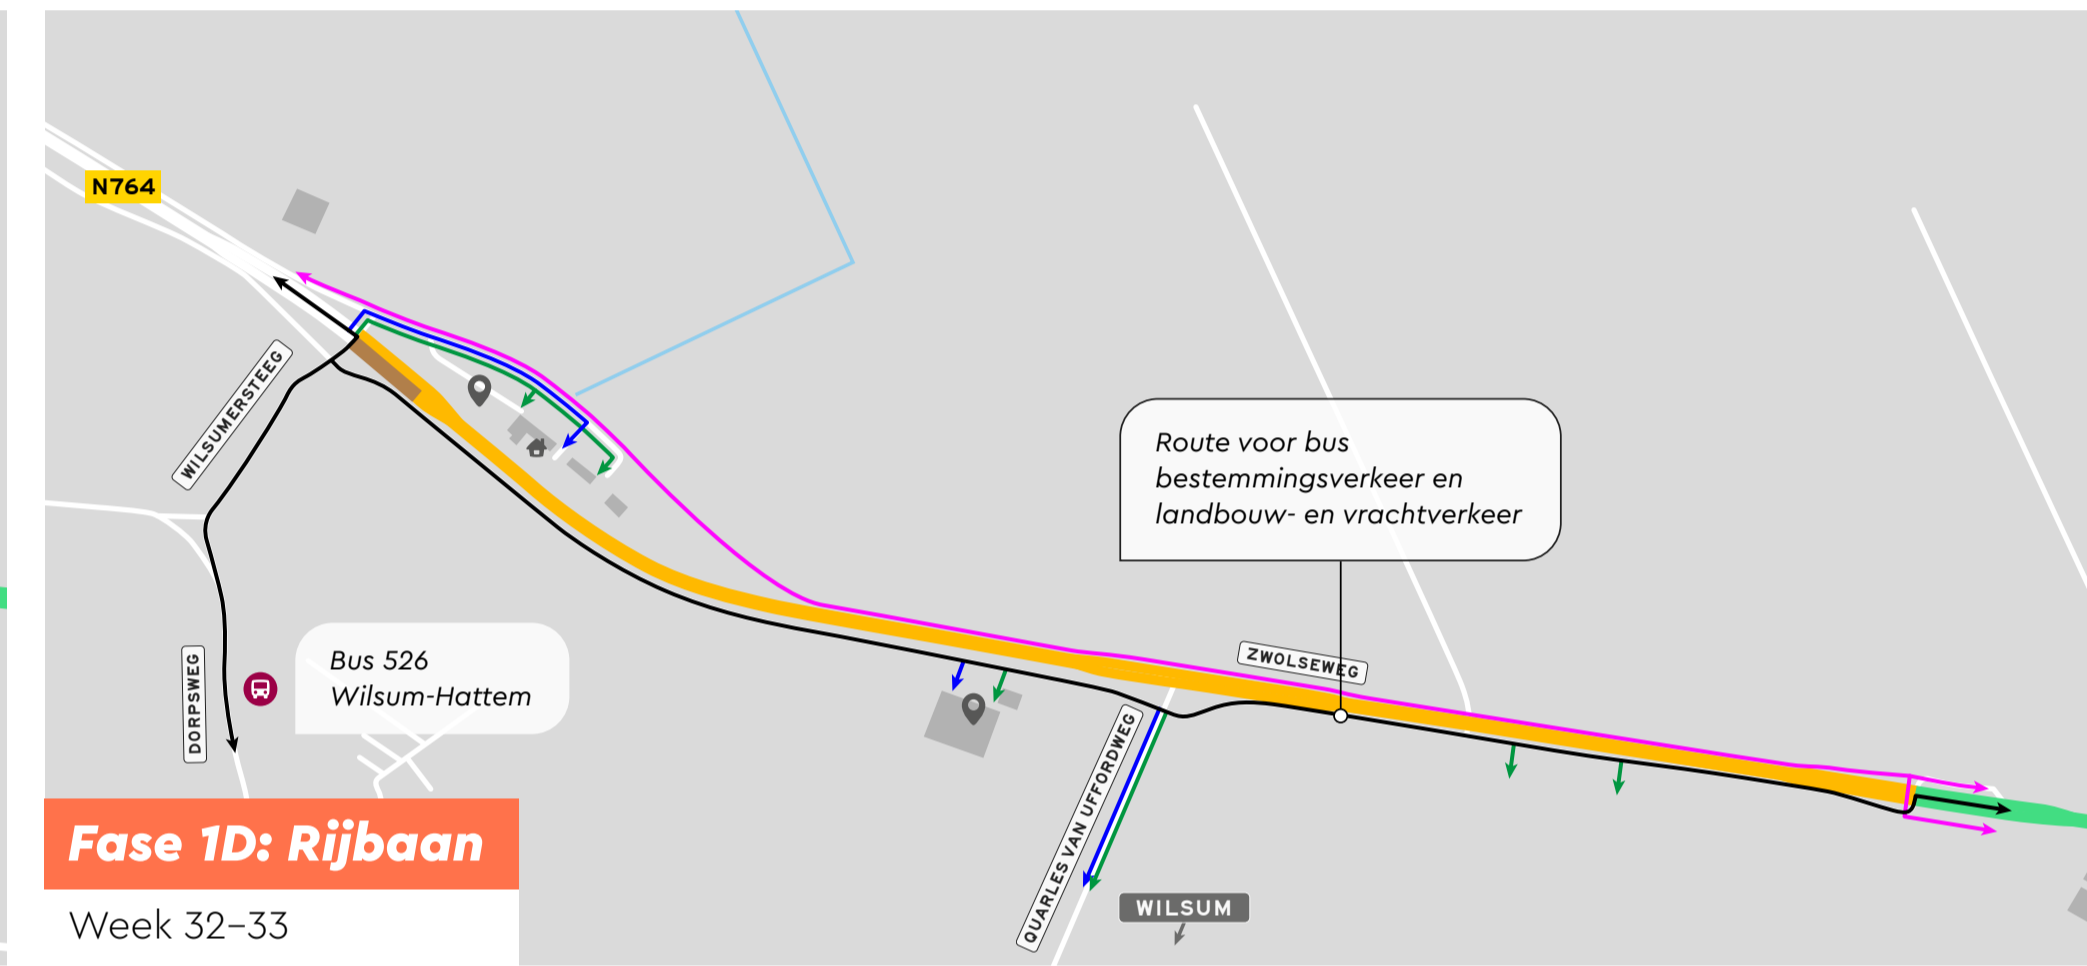 N764
WILSUMERSTEEG
Route voor bus
bestemmingsverkeer en
landbouw- en vrachtverkeer
ZWOLSEWEG
Bus 526
Wilsum-Hattem
DORPSWEG
QUARLES VAN UFFORDWEG
Fase 1D: Rijbaan
Week 32–33
WILSUM